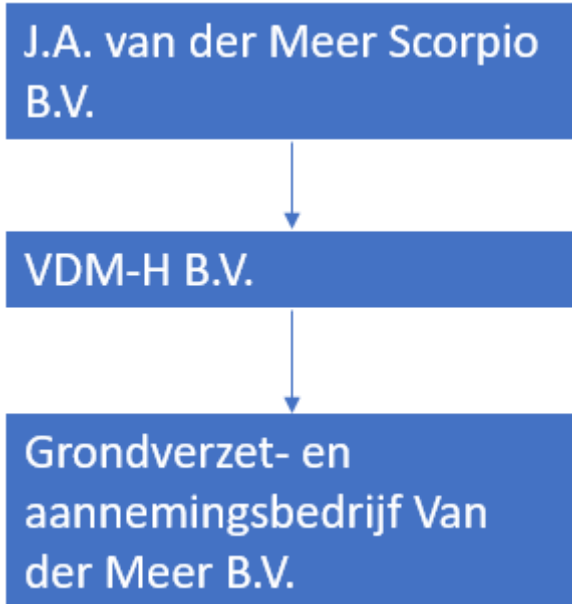 J.A. van der Meer Scorpio
B.V.
VDM-H B.V.
Grondverzet- en
aannemingsbedrijf Van
der Meer B.V.